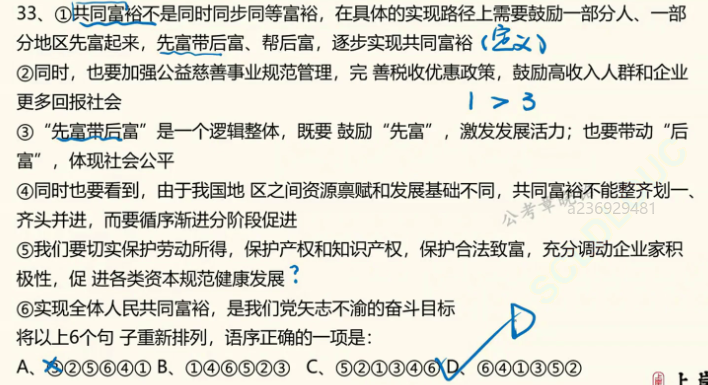 33、①共同富裕不是同时同步同等富裕，在具体的实现路径上需要鼓励一部分人、一部
分地区先富起来，先富带后富、帮后富，逐步实现共同富裕（定义）
②同时，也要加强公益慈善事业规范管理，完 善税收优惠政策，鼓励高收入人群和企业
更多回报社会
1 > 3
③“先富带后富”是一个逻辑整体，既要 鼓励“先富”，激发发展活力；也要带动“后
富”，体现社会公平
④同时也要看到，由于我国地 区之间资源禀赋和发展基础不同，共同富裕不能整齐划一、
齐头并进，而要循序渐进分阶段促进
a236929481
⑤我们要切实保护劳动所得，保护产权和知识产权，保护合法致富，充分调动企业家积
极性，促 进各类资本规范健康发展？
⑥实现全体人民共同富裕，是我们党矢志不渝的奋斗目标
将以上6个句 子重新排列，语序正确的一项是：
A、③②⑤⑥④① B、①④⑥⑤②③ C、⑤②①③④⑥ D、⑥④①③⑤②
D
上岸